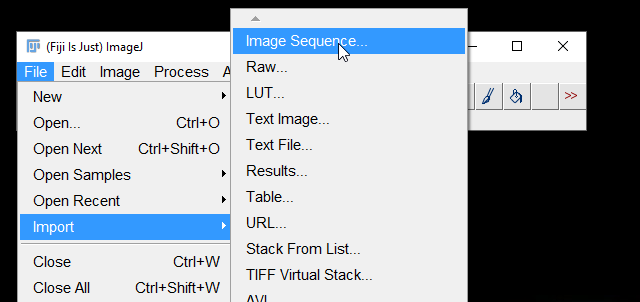 (Fiji Is Just) ImageJ
File Edit Image Process A
New
Open... Ctrl+O
Open Next Ctrl+Shift+O
Open Samples
Open Recent
Import
Close Ctrl+W
Close All Ctrl+Shift+W
Image Sequence...
Raw...
LUT...
Text Image...
Text File...
Results...
Table...
URL...
Stack From List...
TIFF Virtual Stack...
AVI
>>